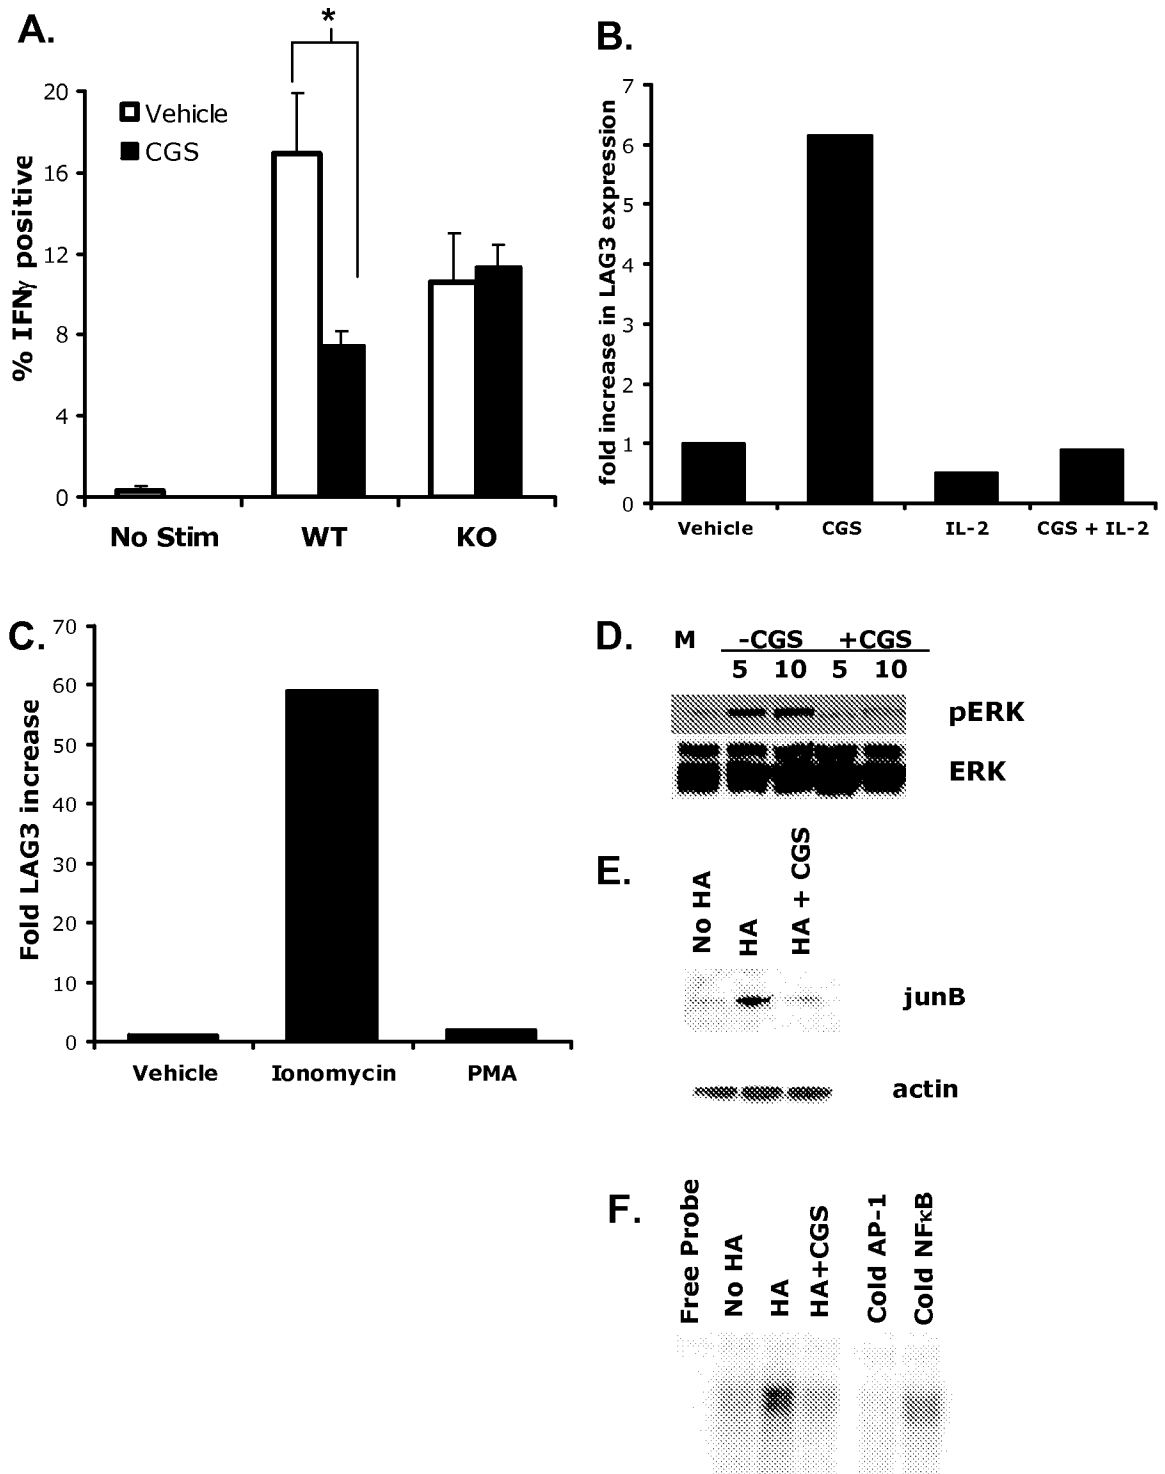 A.
*
20
16
12
8
4
0
Vehicle
CGS
% IFNγ positive
No Stim WT KO
B.
7
6
5
4
3
2
1
0
fold increase in LAG3 expression
Vehicle CGS IL-2 CGS + IL-2
C.
70
60
50
40
30
20
10
0
Fold LAG3 increase
Vehicle Ionomycin PMA
D.
M -CGS +CGS
5 10 5 10
pERK
ERK
E.
No HA
HA
HA + CGS
junB
actin
F.
Free Probe
No HA
HA
HA+CGS
Cold AP-1
Cold NFκB